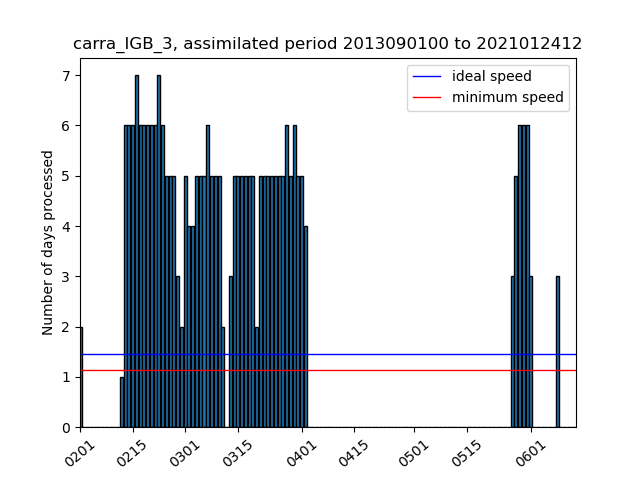 carra_IGB_3, assimilated period 2013090100 to 2021012412
ideal speed
minimum speed
Number of days processed
7
6
5
4
3
2
1
0
0201 0215 0301 0315 0401 0415 0501 0515 0601